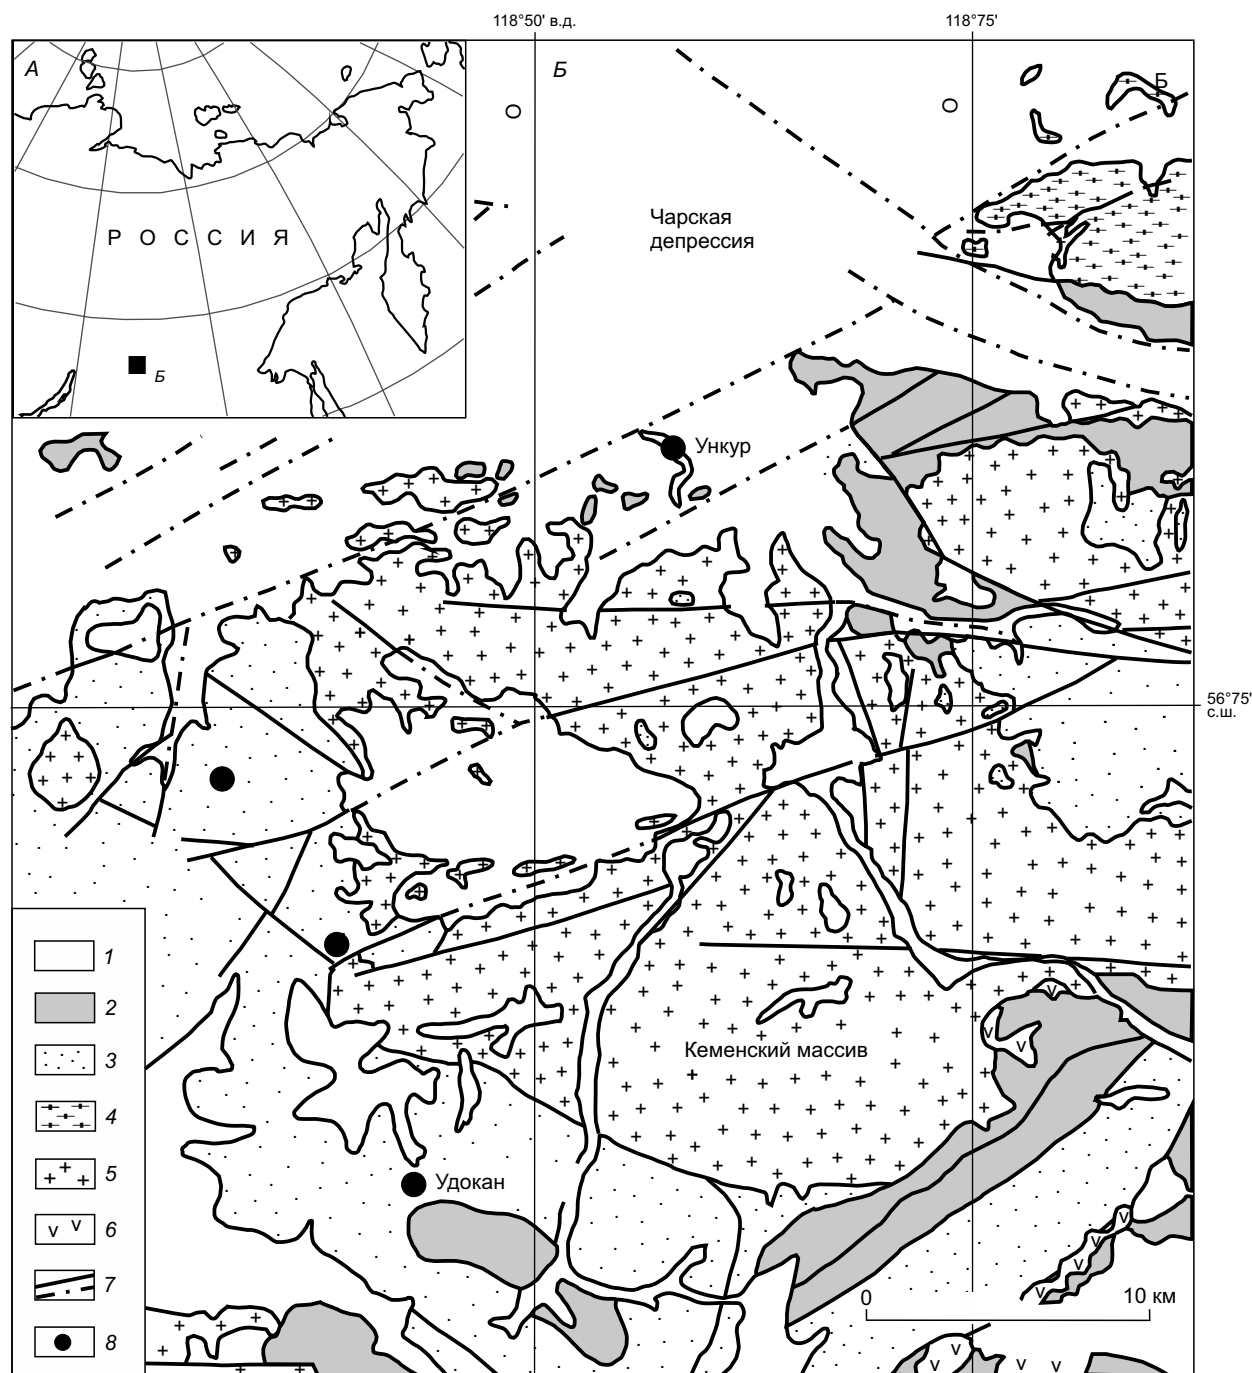 118°50' в.д.
118°75'
А
Б
Б
О
О
РОССИЯ
Б
Чарская
депрессия
Ункур
56°75'
с.ш.
1
2
3
4
5
6
7
8
Кеменский массив
Удокан
0
10 км